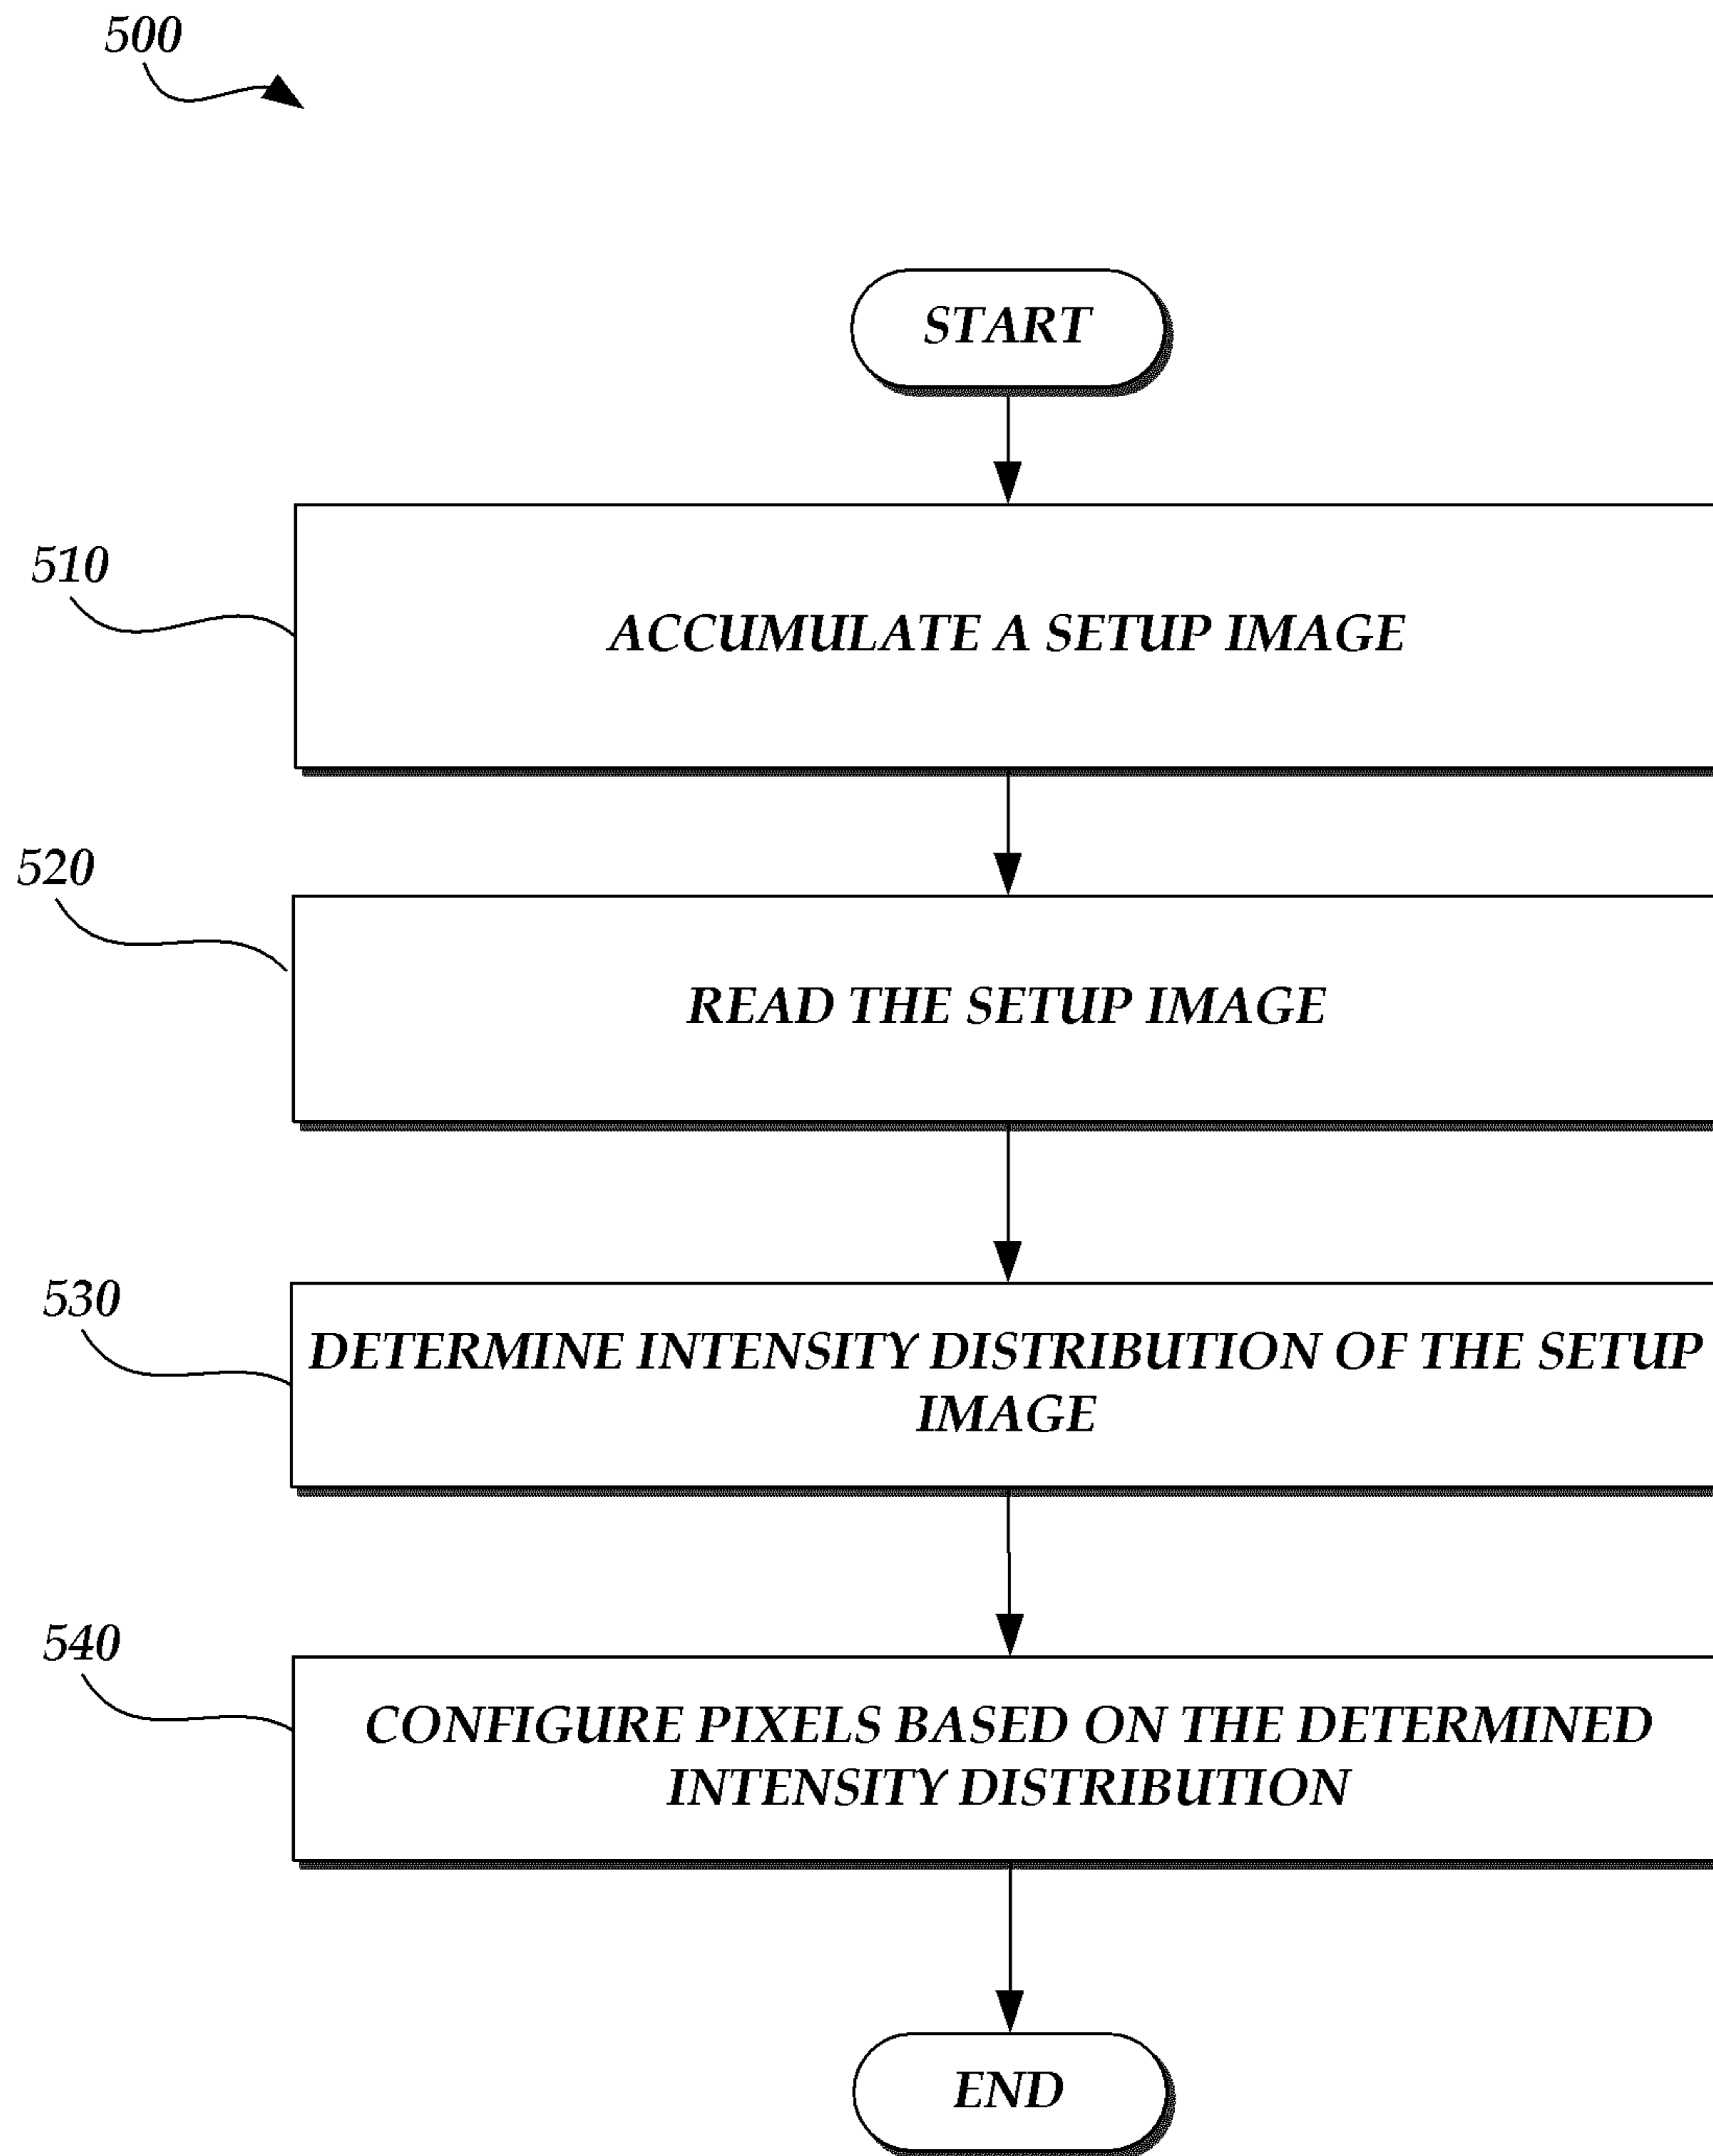 500
START
510
ACCUMULATE A SETUP IMAGE
520
READ THE SETUP IMAGE
530
DETERMINE INTENSITY DISTRIBUTION OF THE SETUP
IMAGE
540
CONFIGURE PIXELS BASED ON THE DETERMINED
INTENSITY DISTRIBUTION
END